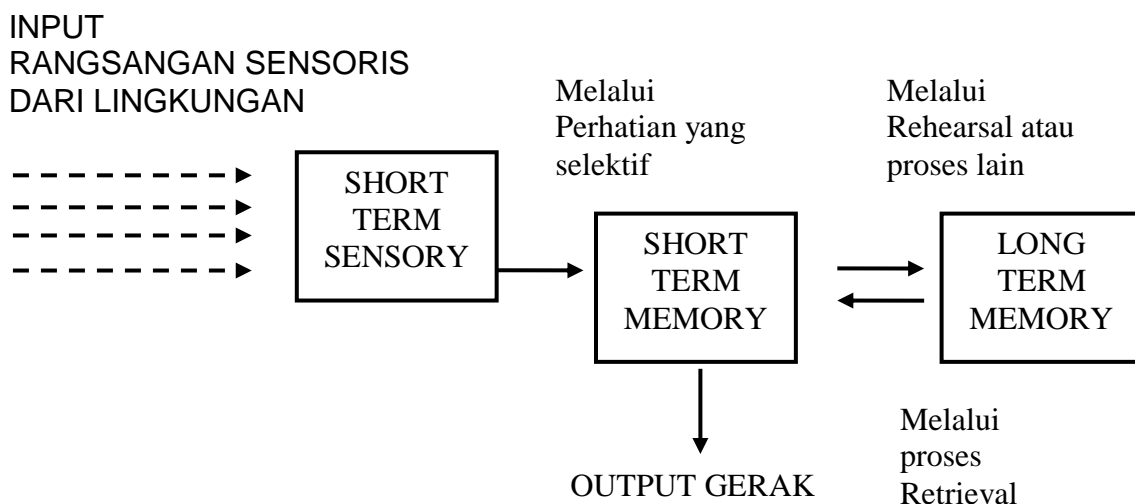 INPUT
RANGSANGAN SENSORIS
DARI LINGKUNGAN
SHORT
TERM
SENSORY
Melalui
Perhatian yang
selektif
SHORT
TERM
MEMORY
Melalui
Rehearsal atau
proses lain
LONG
TERM
MEMORY
OUTPUT GERAK
Melalui
proses
Retrieval